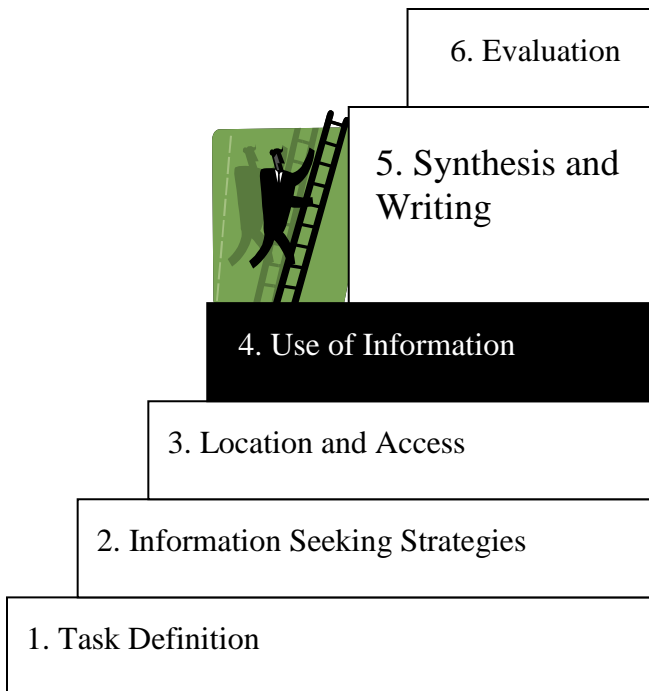 6. Evaluation
5. Synthesis and
Writing
4. Use of Information
3. Location and Access
2. Information Seeking Strategies
1. Task Definition